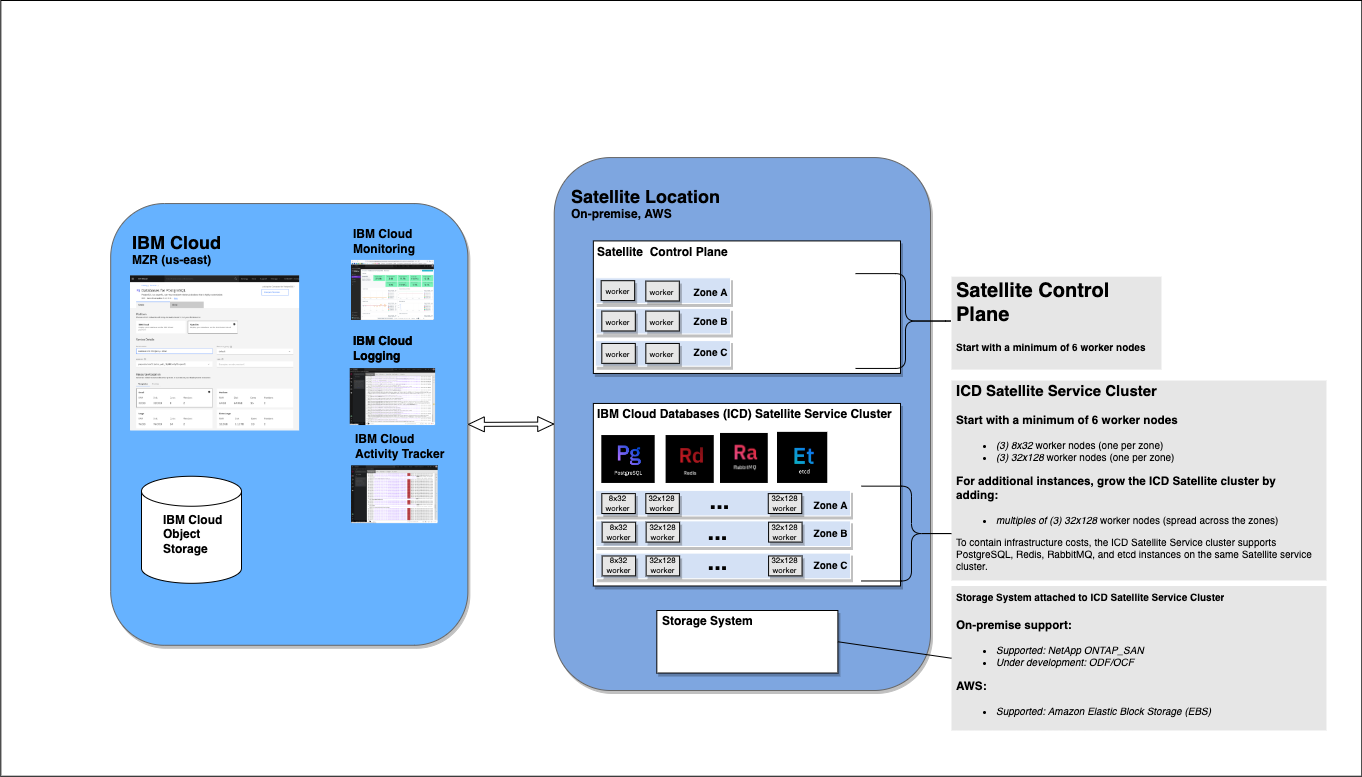 IBM Cloud
MZR (us-east)
IBM Cloud
Monitoring
IBM Cloud
Logging
IBM Cloud
Activity Tracker
IBM Cloud
Object
Storage
Satellite Location
On-premise, AWS
Satellite  Control Plane
worker worker Zone A
worker worker Zone B
worker worker Zone C
IBM Cloud Databases (ICD) Satellite Service Cluster
Pg Rd Ra Et
PostgreSQL Redis RabbitMQ etcd
8x32 32x128 32x128
worker worker ... worker Zone A
8x32 32x128 32x128
worker worker ... worker Zone B
8x32 32x128 32x128
worker worker ... worker Zone C
Storage System
Satellite Control
Plane
Start with a minimum of 6 worker nodes
ICD Satellite Service Cluster
Start with a minimum of 6 worker nodes
• (3) 8x32 worker nodes (one per zone)
• (3) 32x128 worker nodes (one per zone)
For additional instances, grow the ICD Satellite cluster by
adding:
• multiples of (3) 32x128 worker nodes (spread across the zones)
To contain infrastructure costs, the ICD Satellite Service cluster supports
PostgreSQL, Redis, RabbitMQ, and etcd instances on the same Satellite service
cluster.
Storage System attached to ICD Satellite Service Cluster
On-premise support:
• Supported: NetApp ONTAP_SAN
• Under development: ODF/OCF
AWS:
• Supported: Amazon Elastic Block Storage (EBS)